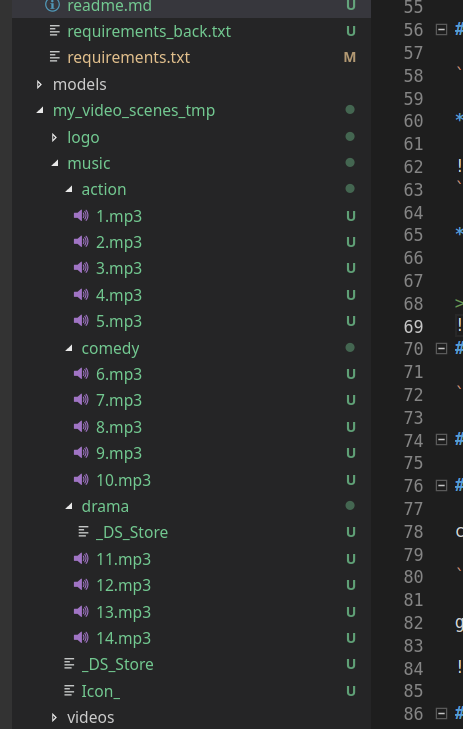 readme.md U
requirements_back.txt U
requirements.txt M
models
my_video_scenes_tmp
logo
music
action
1.mp3 U
2.mp3 U
3.mp3 U
4.mp3 U
5.mp3 U
comedy
6.mp3 U
7.mp3 U
8.mp3 U
9.mp3 U
10.mp3 U
drama
_DS_Store U
11.mp3 U
12.mp3 U
13.mp3 U
14.mp3 U
_DS_Store U
Icon_ U
videos
55
56 #
57
58 `
59
60 *
61
62 !
63 `
64
65 *
66
67
68 >
69 !
70 #
71
72 `
73
74 #
75
76 #
77
78 c
79
80 `
81
82 g
83
84 !
85
86 #